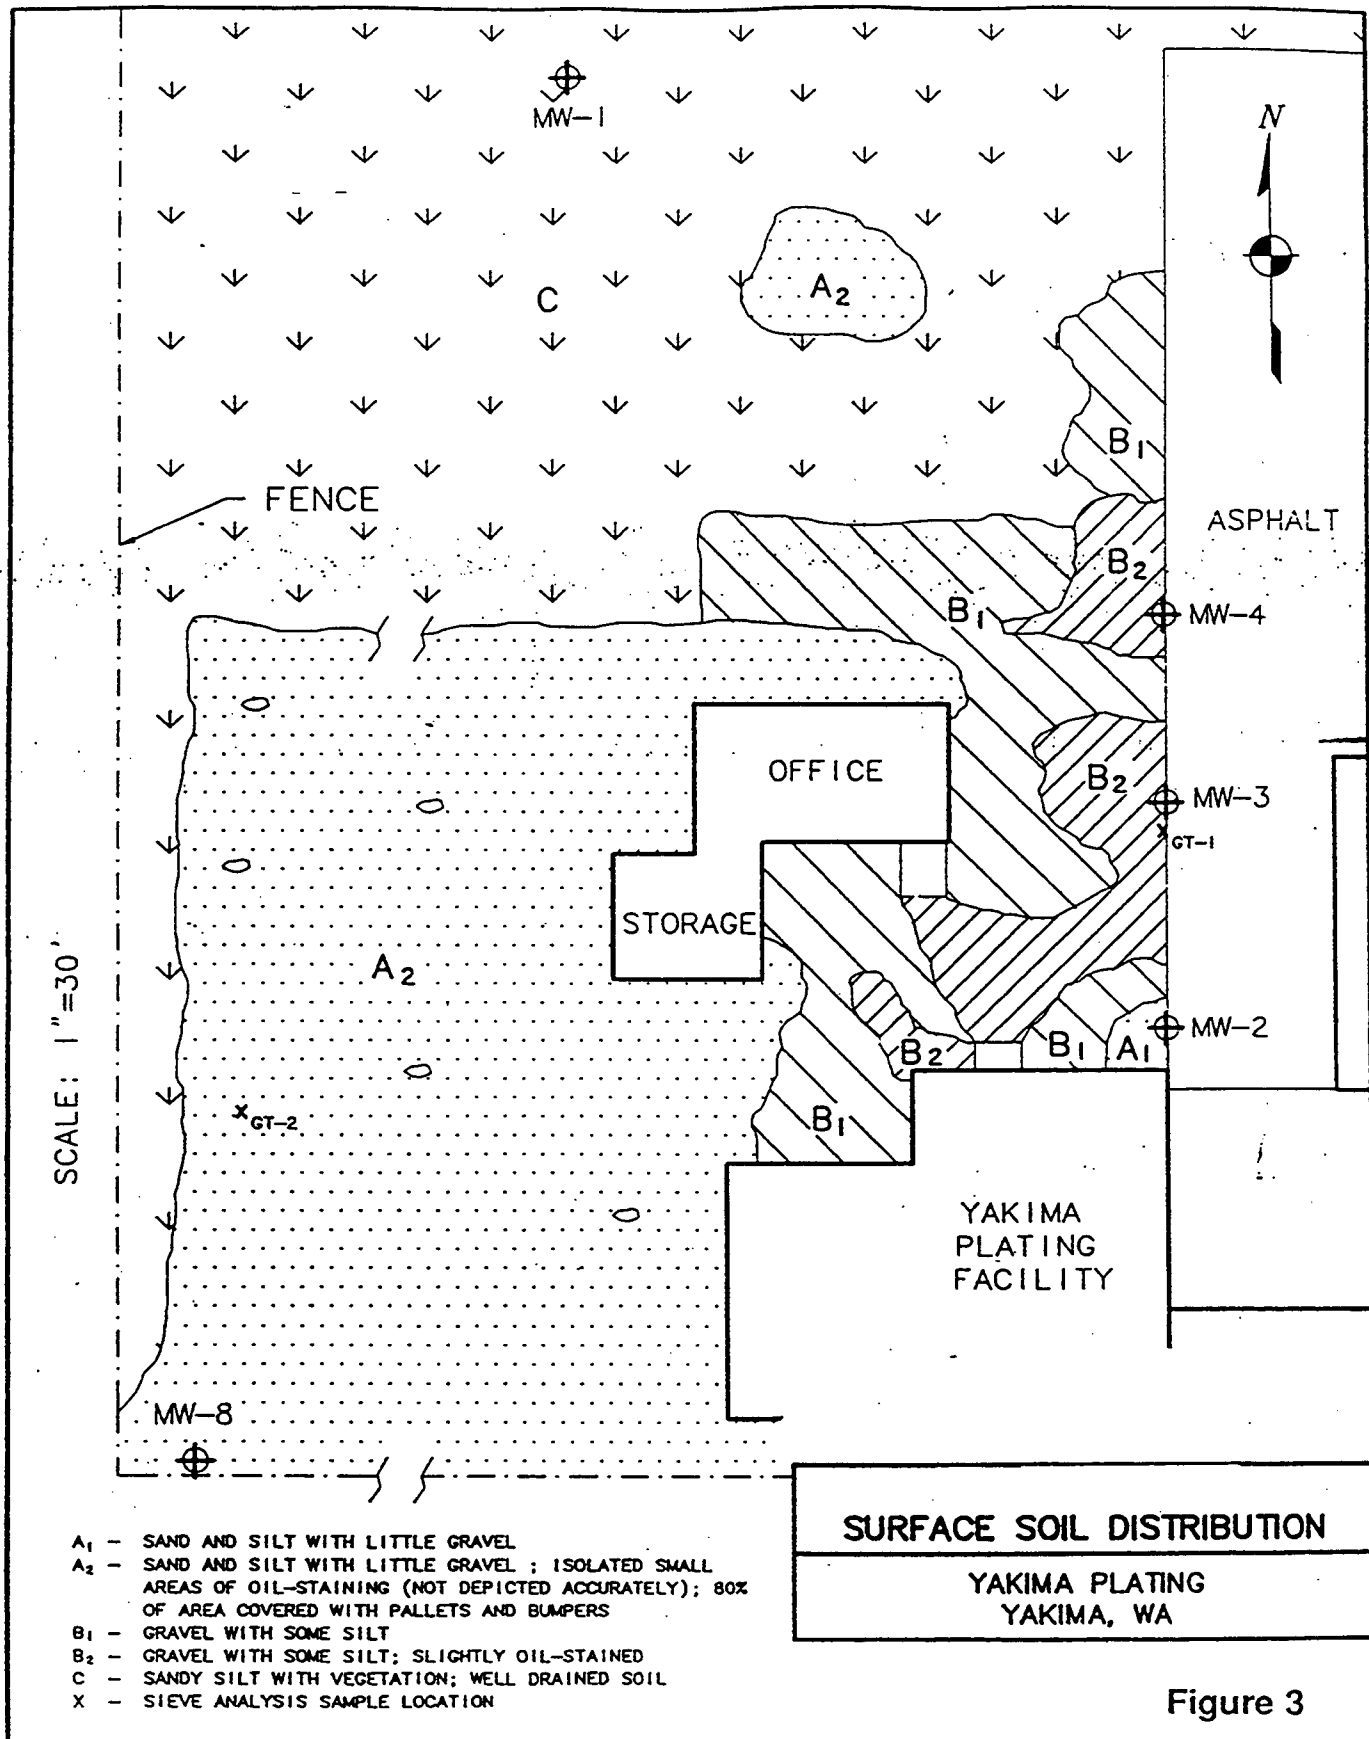 MW-1
N
A2
C
B1
FENCE
ASPHALT
B2
B1
MW-4
OFFICE
B2
MW-3
GT-1
STORAGE
A2
SCALE: 1"=30'
MW-2
B2
B1
A1
GT-2
B1
YAKIMA
PLATING
FACILITY
MW-8
A1 - SAND AND SILT WITH LITTLE GRAVEL
A2 - SAND AND SILT WITH LITTLE GRAVEL ; ISOLATED SMALL
AREAS OF OIL-STAINING (NOT DEPICTED ACCURATELY); 80%
OF AREA COVERED WITH PALLETS AND BUMPERS
B1 - GRAVEL WITH SOME SILT
B2 - GRAVEL WITH SOME SILT; SLIGHTLY OIL-STAINED
C - SANDY SILT WITH VEGETATION; WELL DRAINED SOIL
X - SIEVE ANALYSIS SAMPLE LOCATION
SURFACE SOIL DISTRIBUTION
YAKIMA PLATING
YAKIMA, WA
Figure 3